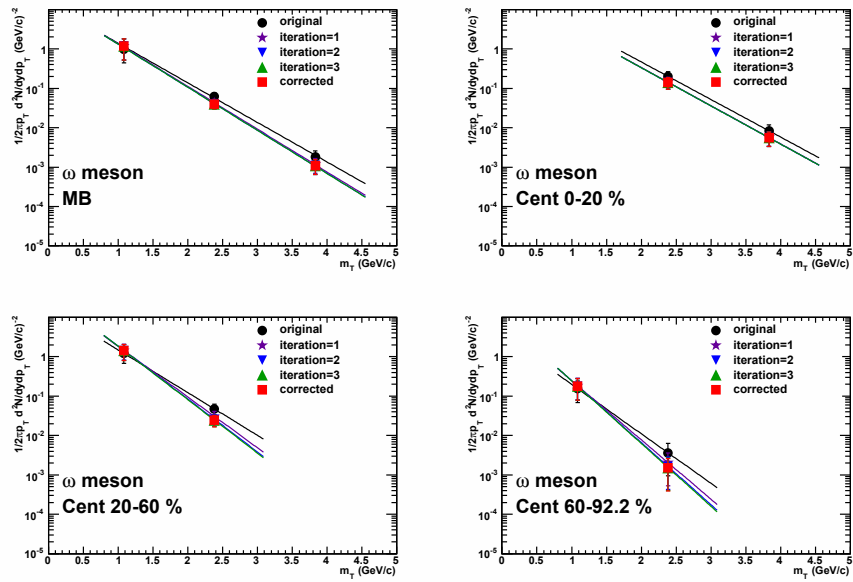 1/2πp_T d²N/dydp_T (GeV/c)⁻²
original
iteration=1
iteration=2
iteration=3
corrected
1
10⁻¹
10⁻²
10⁻³
10⁻⁴
10⁻⁵
ω meson
MB
0 0.5 1 1.5 2 2.5 3 3.5 4 4.5 5
m_T (GeV/c)
1/2πp_T d²N/dydp_T (GeV/c)⁻²
original
iteration=1
iteration=2
iteration=3
corrected
1
10⁻¹
10⁻²
10⁻³
10⁻⁴
10⁻⁵
ω meson
Cent 0-20 %
0 0.5 1 1.5 2 2.5 3 3.5 4 4.5 5
m_T (GeV/c)
1/2πp_T d²N/dydp_T (GeV/c)⁻²
original
iteration=1
iteration=2
iteration=3
corrected
1
10⁻¹
10⁻²
10⁻³
10⁻⁴
10⁻⁵
ω meson
Cent 20-60 %
0 0.5 1 1.5 2 2.5 3 3.5 4 4.5 5
m_T (GeV/c)
1/2πp_T d²N/dydp_T (GeV/c)⁻²
original
iteration=1
iteration=2
iteration=3
corrected
1
10⁻¹
10⁻²
10⁻³
10⁻⁴
10⁻⁵
ω meson
Cent 60-92.2 %
0 0.5 1 1.5 2 2.5 3 3.5 4 4.5 5
m_T (GeV/c)